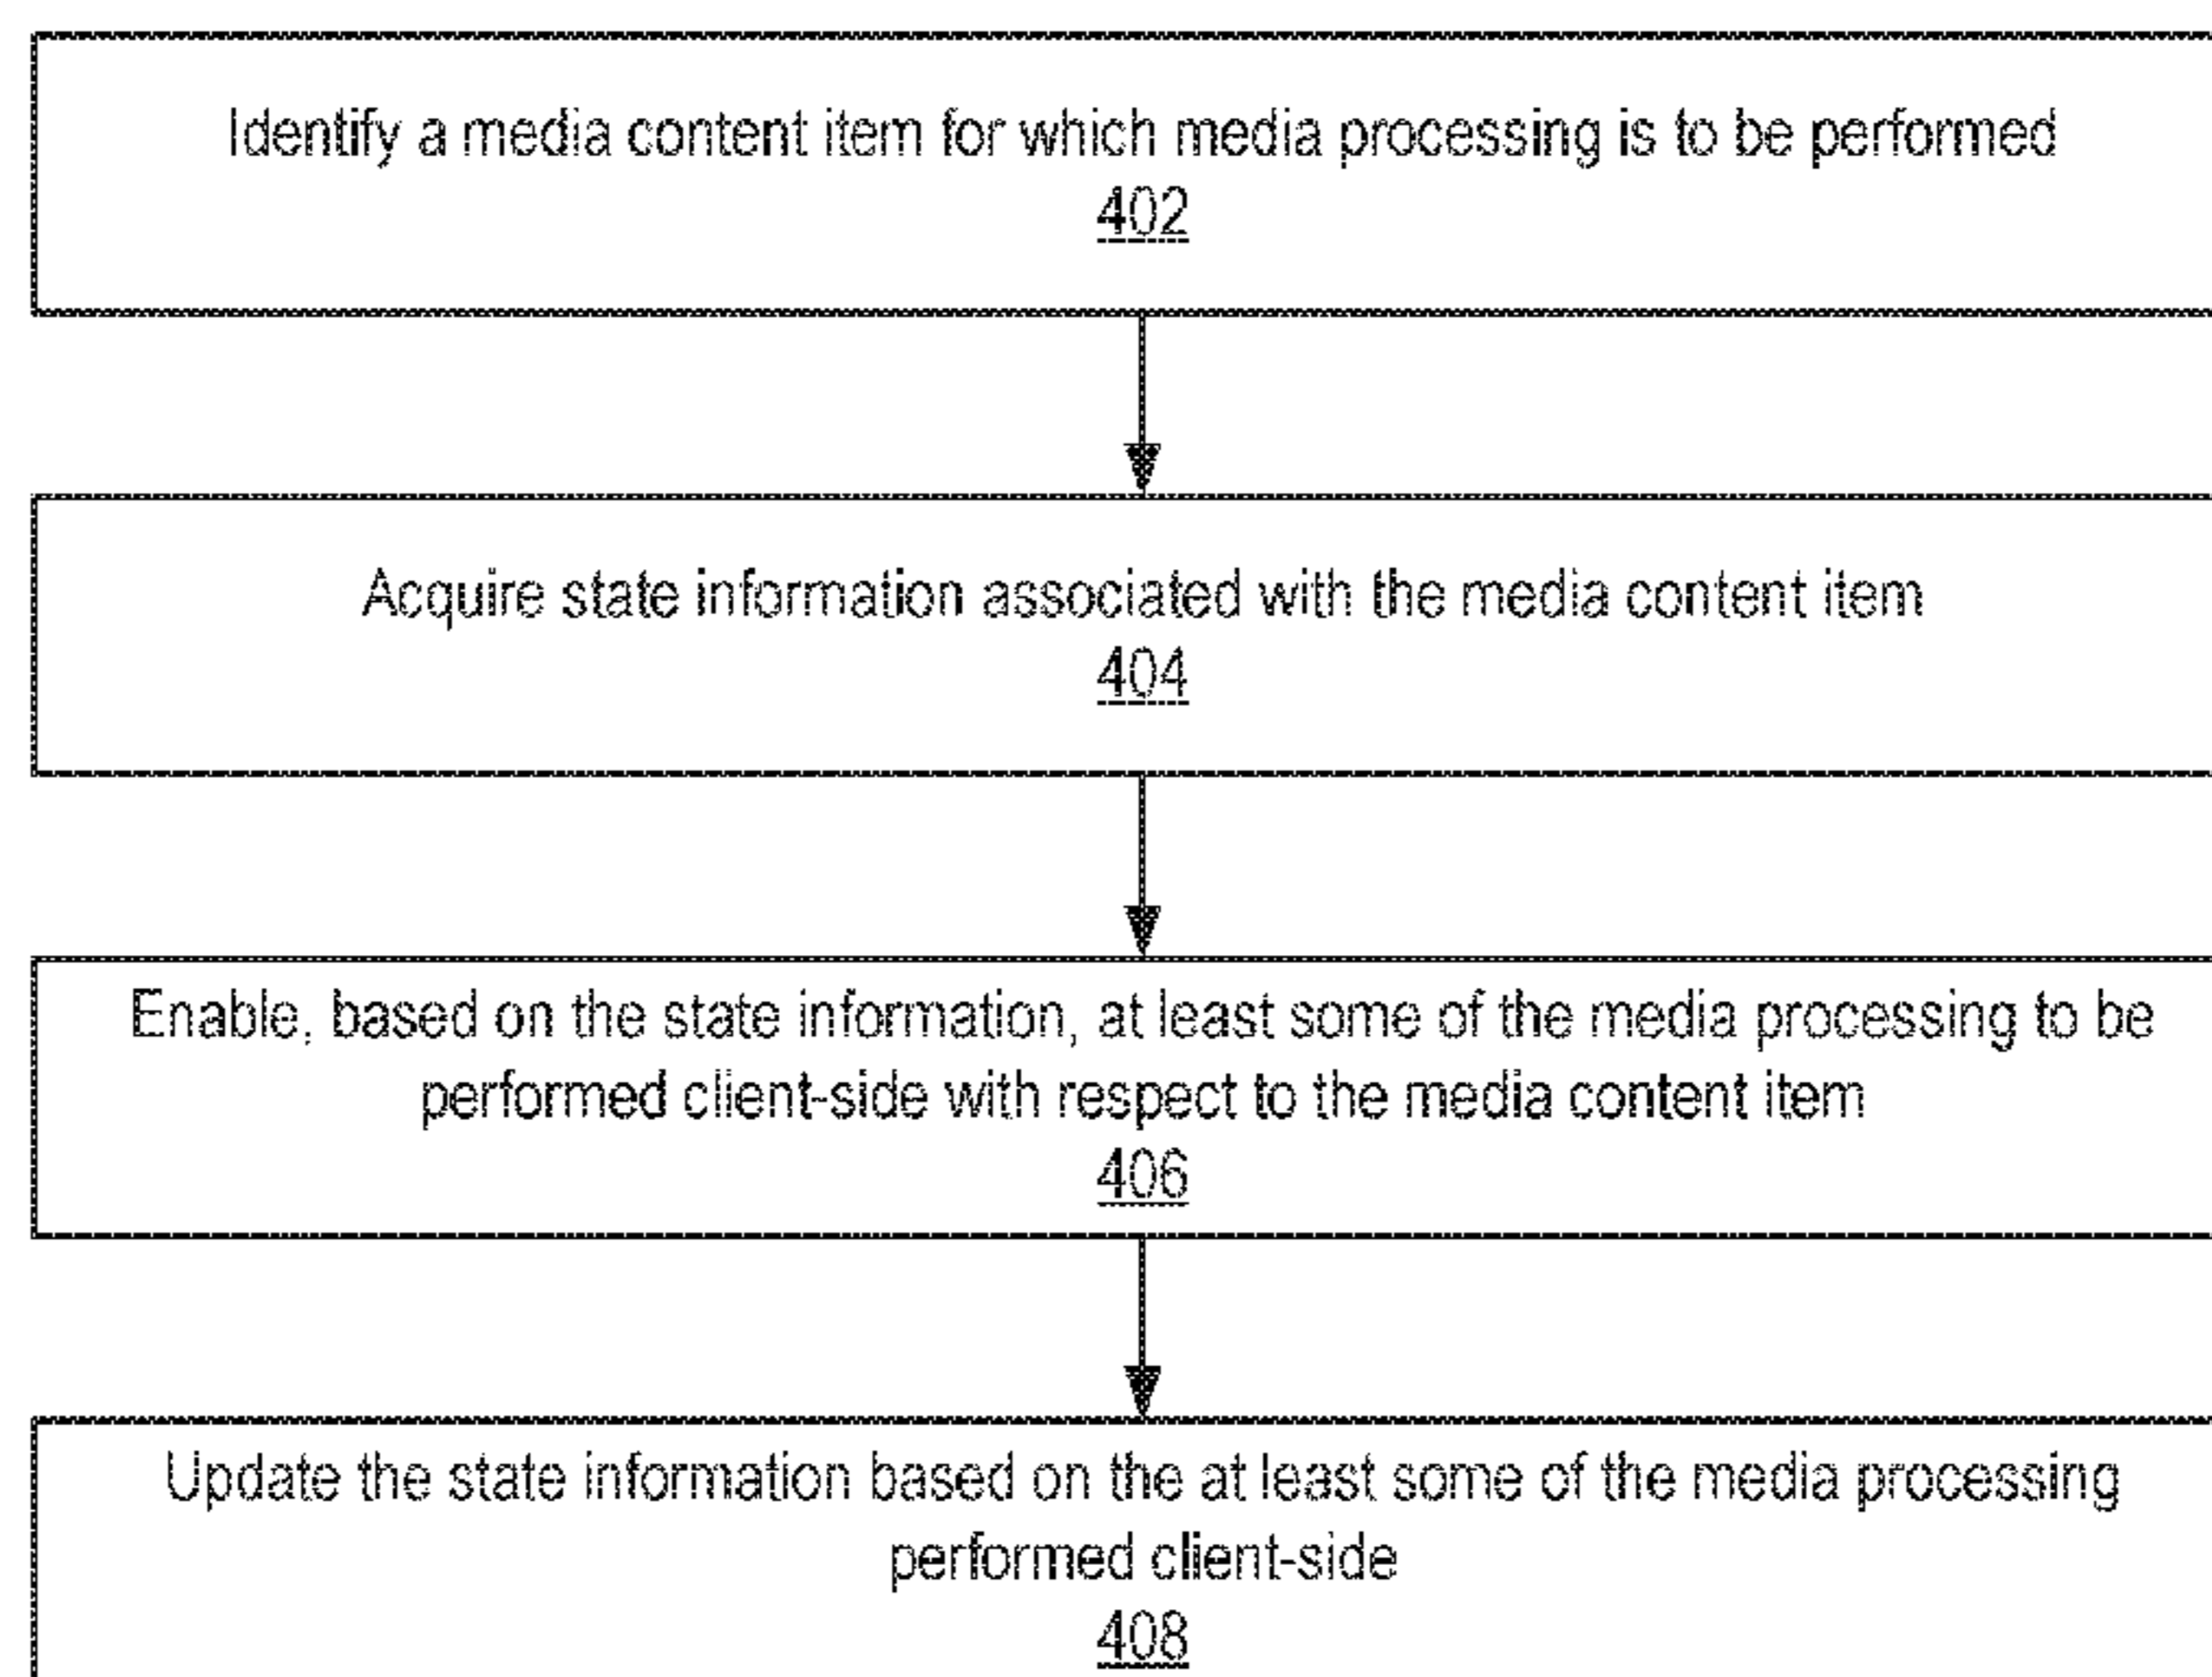 Identify a media content item for which media processing is to be performed
402
Acquire state information associated with the media content item
404
Enable, based on the state information, at least some of the media processing to be
performed client-side with respect to the media content item
406
Update the state information based on the at least some of the media processing
performed client-side
408